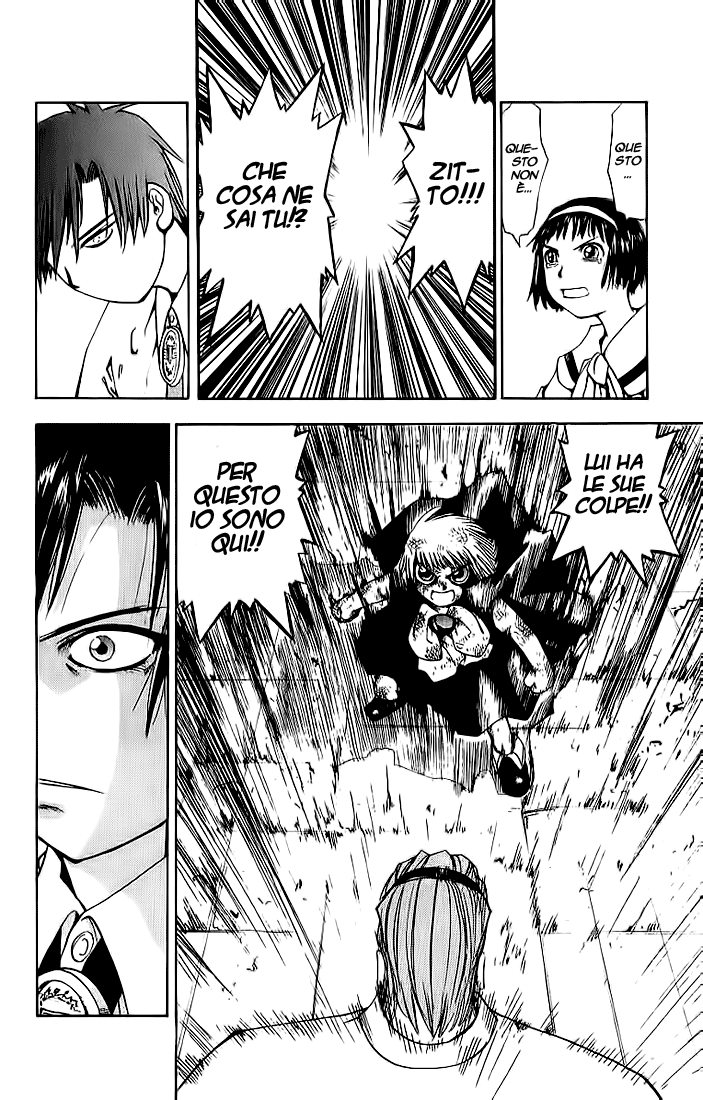 QUE
STO
...
QUE-
STO
NON
È...
ZIT-
TO!!!
CHE
COSA NE
SAI TU!?
LUI HA
LE SUE
COLPE!!
PER
QUESTO
IO SONO
QUI!!